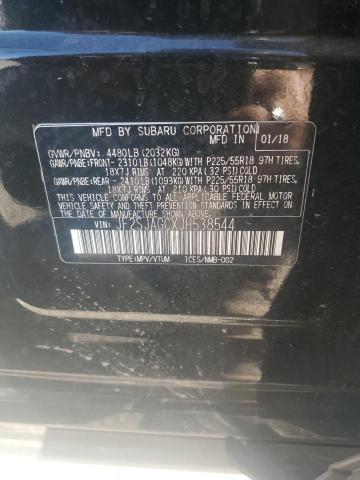 MFD BY SUBARU CORPORATION 01/18
GVWR/PNBV: 4480LB (2032KG)
GAWR/PNBE:FRONT- 2310LB(1048KG)WITH P225/55R18 97H TIRES,
18X7J RIMS AT 220 KPA(32 PSI)COLD
GAWR/PNBE:REAR -2410LB(1093KG)WITH P225/55R18 97H TIRES,
18X7J RIMS AT 210 KPA(30 PSI)COLD
THIS VEHICLE CONFORMS TO ALL APPLICABLE FEDERAL MOTOR
VEHICLE SAFETY, BUMPER, AND THEFT PREVENTION STANDARDS
IN EFFECT ON THE DATE OF MANUFACTURE SHOWN ABOVE.
VIN: JF2SJAGCXJH538544
TYPE:MPV/VTUM ICES/NMB-002